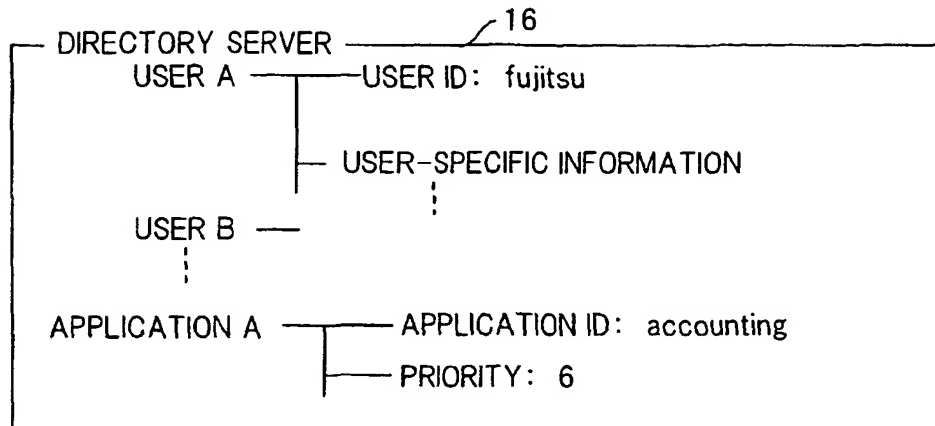 16
DIRECTORY SERVER
USER A USER ID: fujitsu
USER-SPECIFIC INFORMATION
USER B
APPLICATION A APPLICATION ID: accounting
PRIORITY: 6